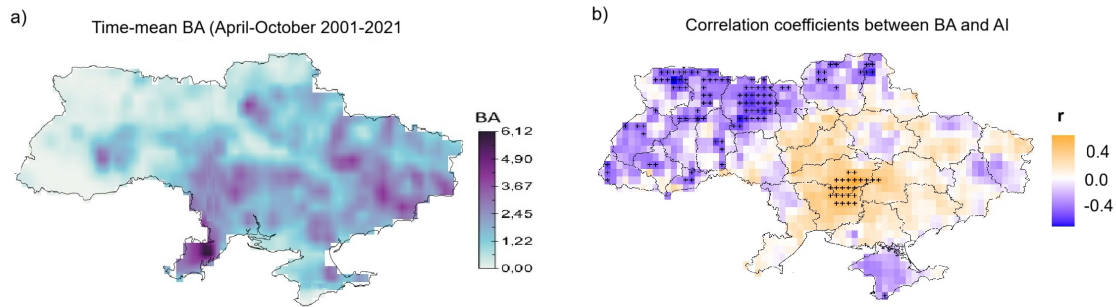 a)
Time-mean BA (April-October 2001-2021
BA
6,12
4,90
3,67
2,45
1,22
0,00
b)
Correlation coefficients between BA and AI
r
0.4
0.0
-0.4